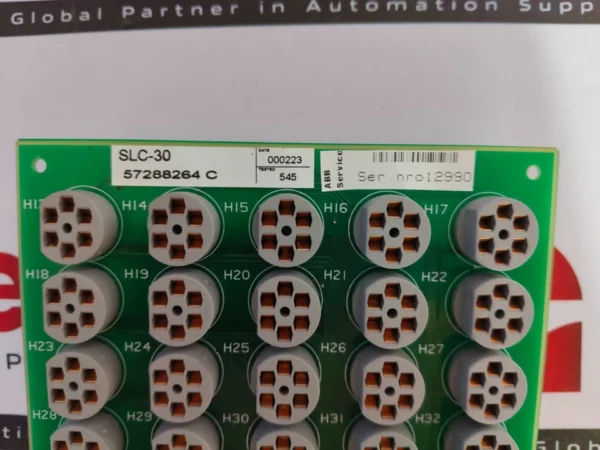 Global Partner in Automation Supp
SLC-30
57288264 C
DATE
000223
TESTED
545
ABB
Service
Ser.nro12990
H14
H15
H16
H17
H18
H19
H20
H21
H22
H23
H24
H25
H26
H27
H28
H29
H30
H31
H32
Glo